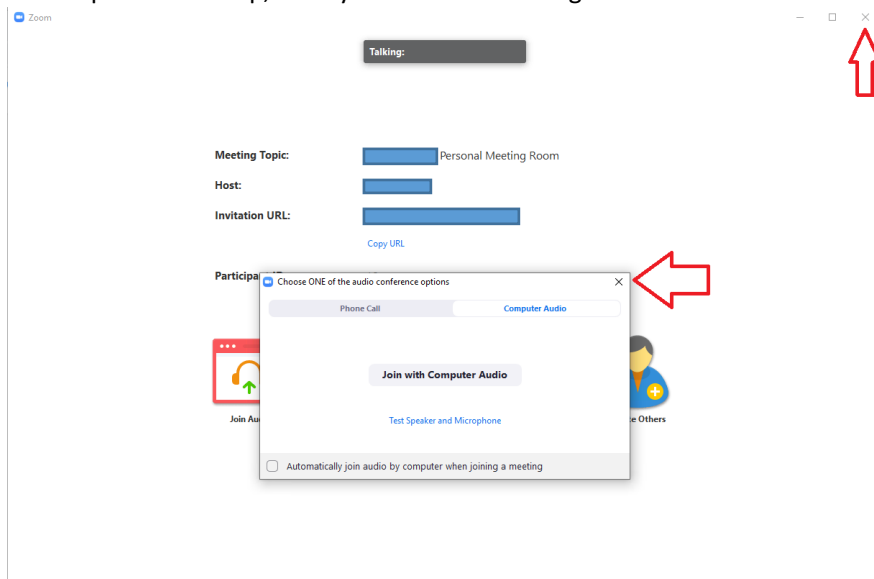 Zoom
Talking:
Meeting Topic: Personal Meeting Room
Host:
Invitation URL:
Copy URL
Choose ONE of the audio conference options
Phone Call Computer Audio
Join with Computer Audio
Join
Test Speaker and Microphone
Others
Automatically join audio by computer when joining a meeting